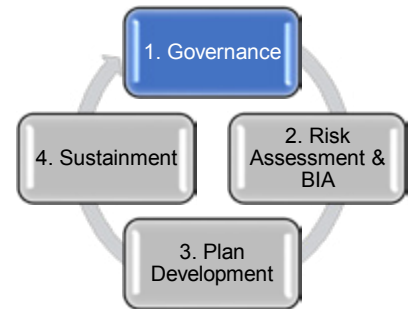 1. Governance
2. Risk
Assessment &
BIA
3. Plan
Development
4. Sustainment